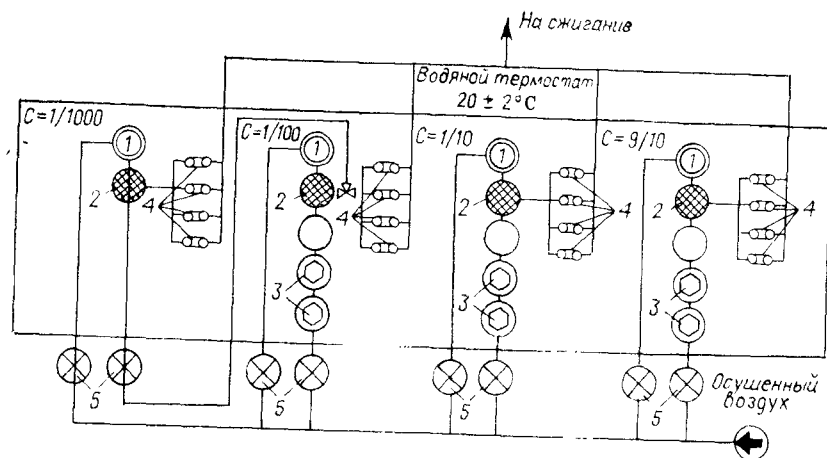 На сжигание
Водяной термостат
20 ± 2°C
C=1/1000
C=1/100
C=1/10
C=9/10
1
1
1
1
2
2
2
2
4
4
4
4
3
3
3
5
5
5
5
Осушенный
воздух